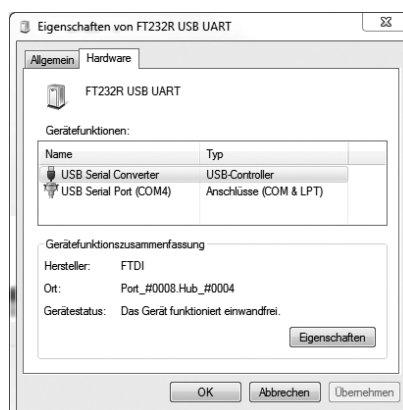 Eigenschaften von FT232R USB UART
Allgemein Hardware
FT232R USB UART
Gerätefunktionen:
Name Typ
USB Serial Converter USB-Controller
USB Serial Port (COM4) Anschlüsse (COM & LPT)
Gerätefunktionszusammenfassung
Hersteller: FTDI
Ort: Port_#0008.Hub_#0004
Gerätestatus: Das Gerät funktioniert einwandfrei.
Eigenschaften
OK Abbrechen Übernehmen